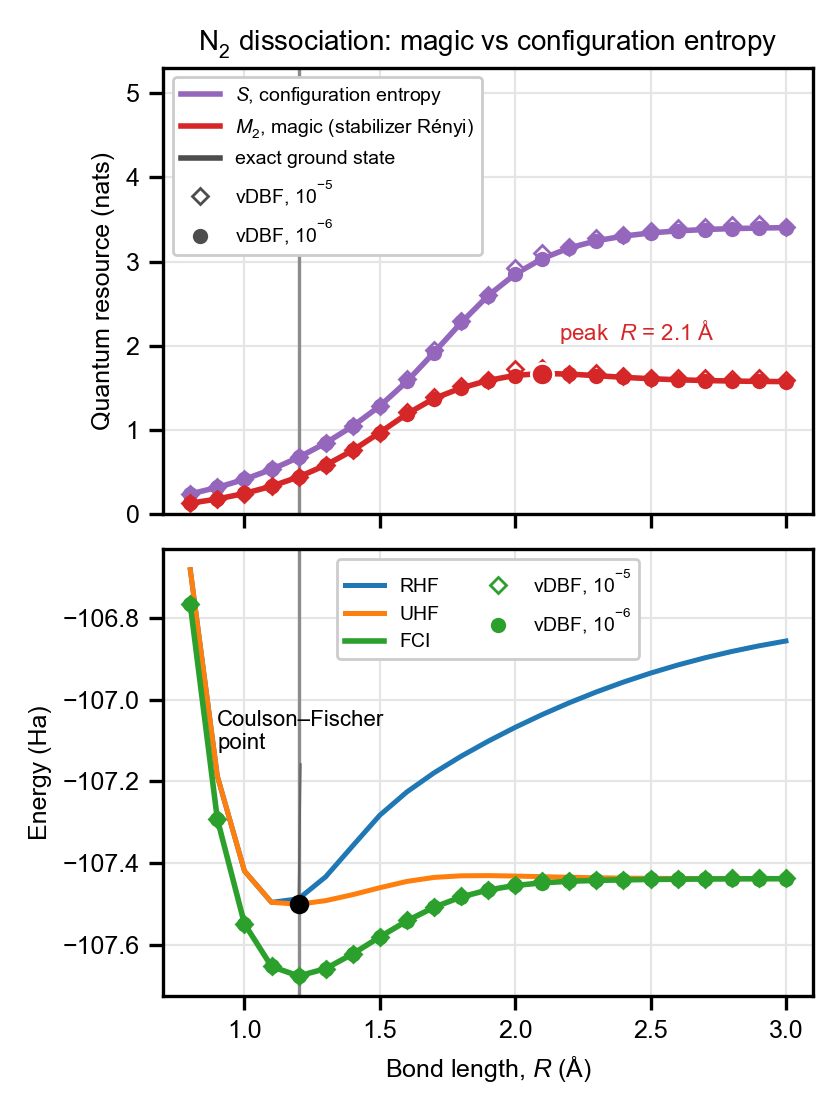 N₂ dissociation: magic vs configuration entropy
Quantum resource (nats)
5
4
3
2
1
0
S, configuration entropy
M₂, magic (stabilizer Rényi)
exact ground state
vDBF, 10⁻⁵
vDBF, 10⁻⁶
peak R = 2.1 Å
Energy (Ha)
−106.8
−107.0
−107.2
−107.4
−107.6
RHF
UHF
FCI
vDBF, 10⁻⁵
vDBF, 10⁻⁶
Coulson–Fischer
point
1.0 1.5 2.0 2.5 3.0
Bond length, R (Å)